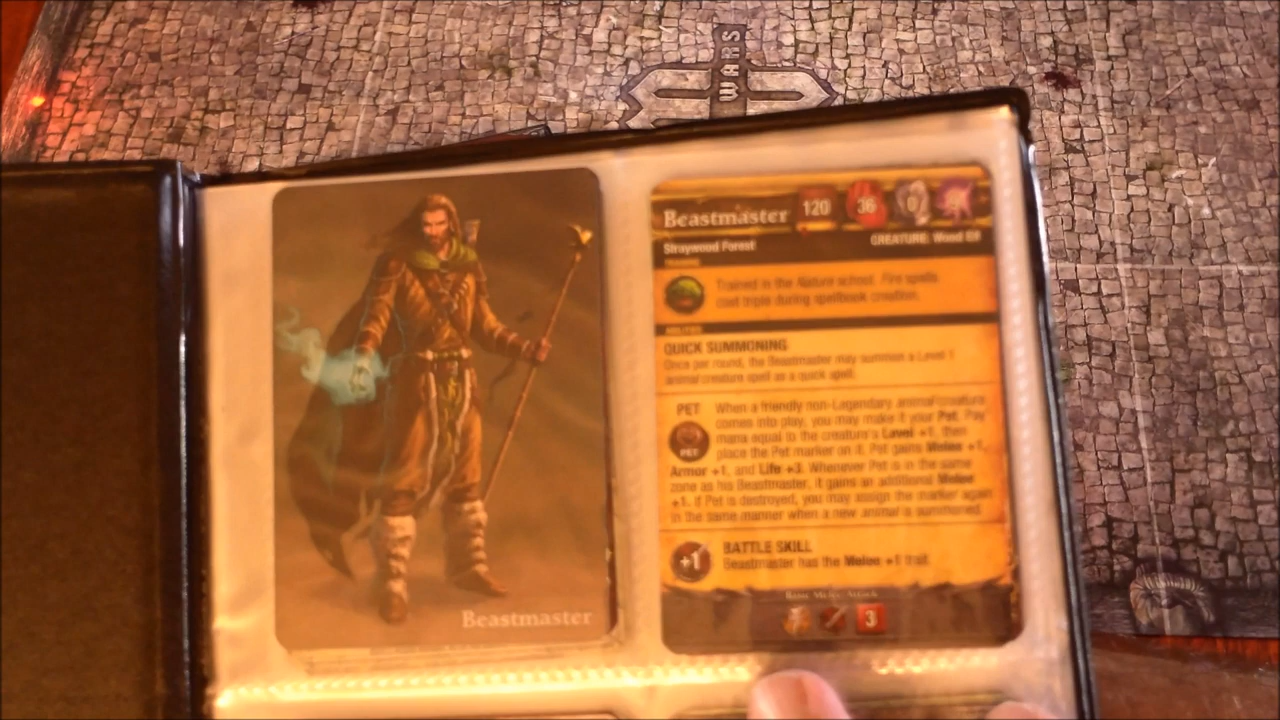 WARS
Beastmaster
Beastmaster 120 36
Straywood Forest CREATURE: Wood Elf
TRAINING
Trained in the Nature school. Fire spells
cost triple during spellbook creation.
ABILITIES
QUICK SUMMONING
Once per round, the Beastmaster may summon a Level 1
animal creature spell as a quick spell.
PET When a friendly non-Legendary animal creature
comes into play, you may make it your Pet. Pay
mana equal to the creature's Level +1, then
PET place the Pet marker on it. Pet gains Melee +1,
Armor +1, and Life +3. Whenever Pet is in the same
zone as his Beastmaster, it gains an additional Melee
+1. If Pet is destroyed, you may assign the marker again
in the same manner when a new animal is summoned.
BATTLE SKILL
+1 Beastmaster has the Melee +1 trait.
Basic Melee Attack
3